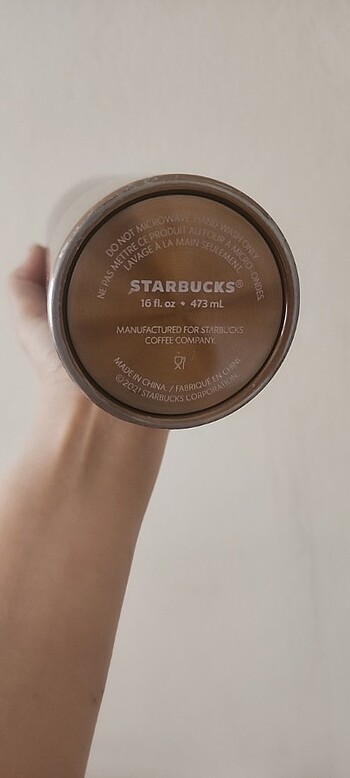 DO NOT MICROWAVE. HAND WASH ONLY.
NE PAS METTRE CE PRODUIT AU FOUR À MICRO-ONDES.
LAVAGE À LA MAIN SEULEMENT.
STARBUCKS®
16 fl. oz • 473 mL
MANUFACTURED FOR STARBUCKS
COFFEE COMPANY.
MADE IN CHINA. / FABRIQUÉ EN CHINE.
©2021 STARBUCKS CORPORATION.